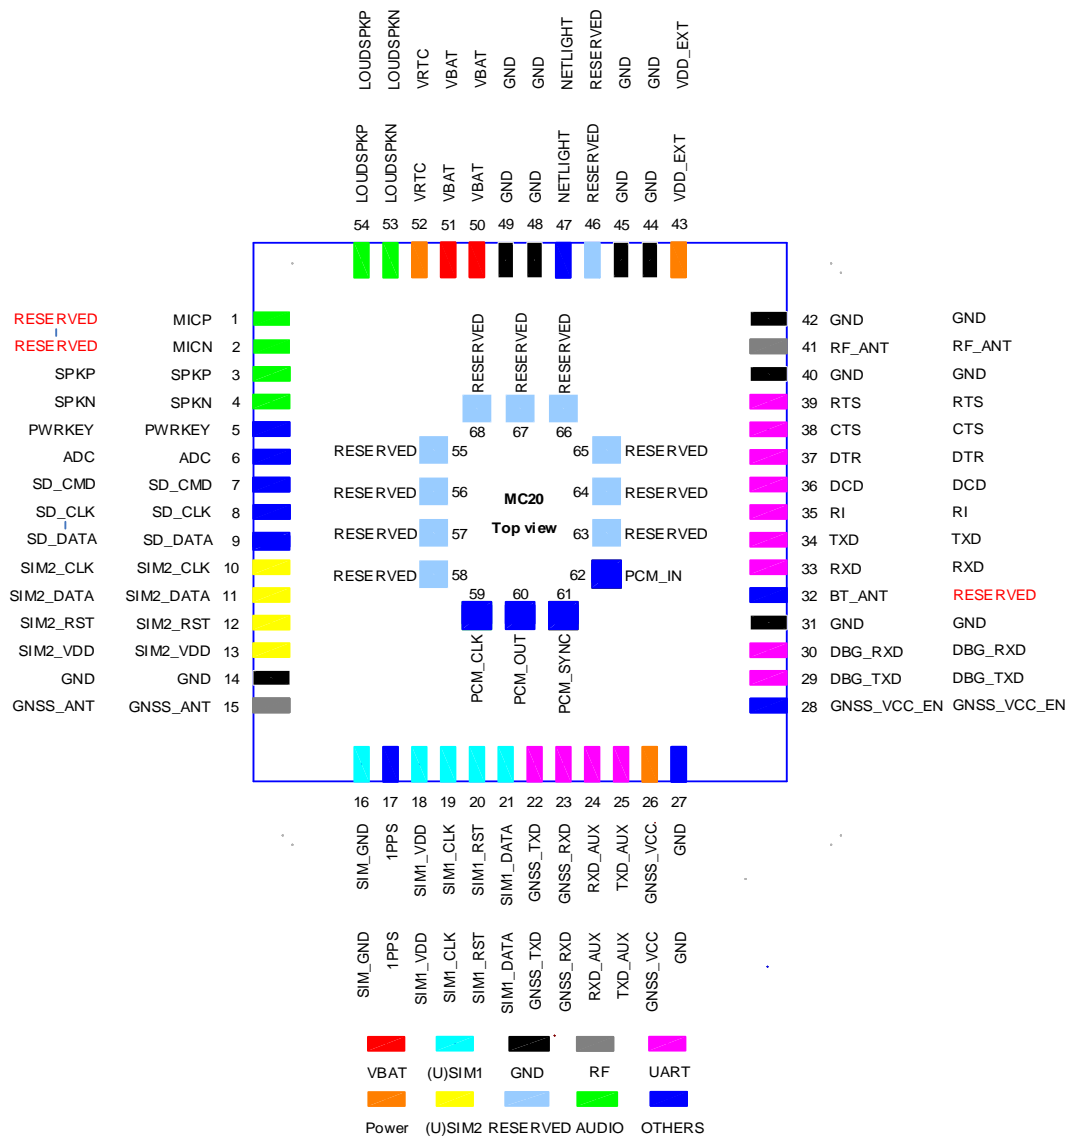 LOUDSPKP LOUDSPKN VRTC VBAT VBAT GND GND NETLIGHT RESERVED GND GND VDD_EXT
LOUDSPKP LOUDSPKN VRTC VBAT VBAT GND GND NETLIGHT RESERVED GND GND VDD_EXT
54 53 52 51 50 49 48 47 46 45 44 43
RESERVED MICP 1
RESERVED MICN 2
SPKP SPKP 3
SPKN SPKN 4
PWRKEY PWRKEY 5
ADC ADC 6
SD_CMD SD_CMD 7
SD_CLK SD_CLK 8
SD_DATA SD_DATA 9
SIM2_CLK SIM2_CLK 10
SIM2_DATA SIM2_DATA 11
SIM2_RST SIM2_RST 12
SIM2_VDD SIM2_VDD 13
GND GND 14
GNSS_ANT GNSS_ANT 15
RESERVED RESERVED RESERVED
68 67 66
RESERVED 55
65 RESERVED
RESERVED 56
64 RESERVED
RESERVED 57
63 RESERVED
RESERVED 58
62 PCM_IN
MC20
Top view
59 60 61
PCM_CLK PCM_OUT PCM_SYNC
42 GND GND
41 RF_ANT RF_ANT
40 GND GND
39 RTS RTS
38 CTS CTS
37 DTR DTR
36 DCD DCD
35 RI RI
34 TXD TXD
33 RXD RXD
32 BT_ANT RESERVED
31 GND GND
30 DBG_RXD DBG_RXD
29 DBG_TXD DBG_TXD
28 GNSS_VCC_EN GNSS_VCC_EN
16 17 18 19 20 21 22 23 24 25 26 27
SIM_GND 1PPS SIM1_VDD SIM1_CLK SIM1_RST SIM1_DATA GNSS_TXD GNSS_RXD RXD_AUX TXD_AUX GNSS_VCC GND
SIM_GND 1PPS SIM1_VDD SIM1_CLK SIM1_RST SIM1_DATA GNSS_TXD GNSS_RXD RXD_AUX TXD_AUX GNSS_VCC GND
VBAT (U)SIM1 GND RF UART
Power (U)SIM2 RESERVED AUDIO OTHERS